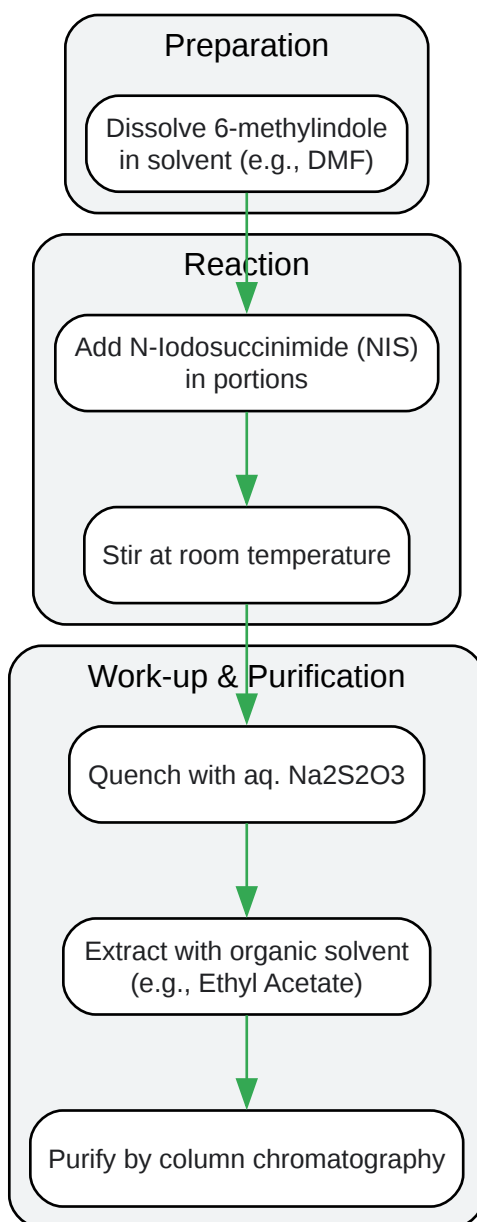 Preparation
Dissolve 6-methylindole
in solvent (e.g., DMF)
Reaction
Add N-Iodosuccinimide (NIS)
in portions
Stir at room temperature
Work-up & Purification
Quench with aq. Na2S2O3
Extract with organic solvent
(e.g., Ethyl Acetate)
Purify by column chromatography